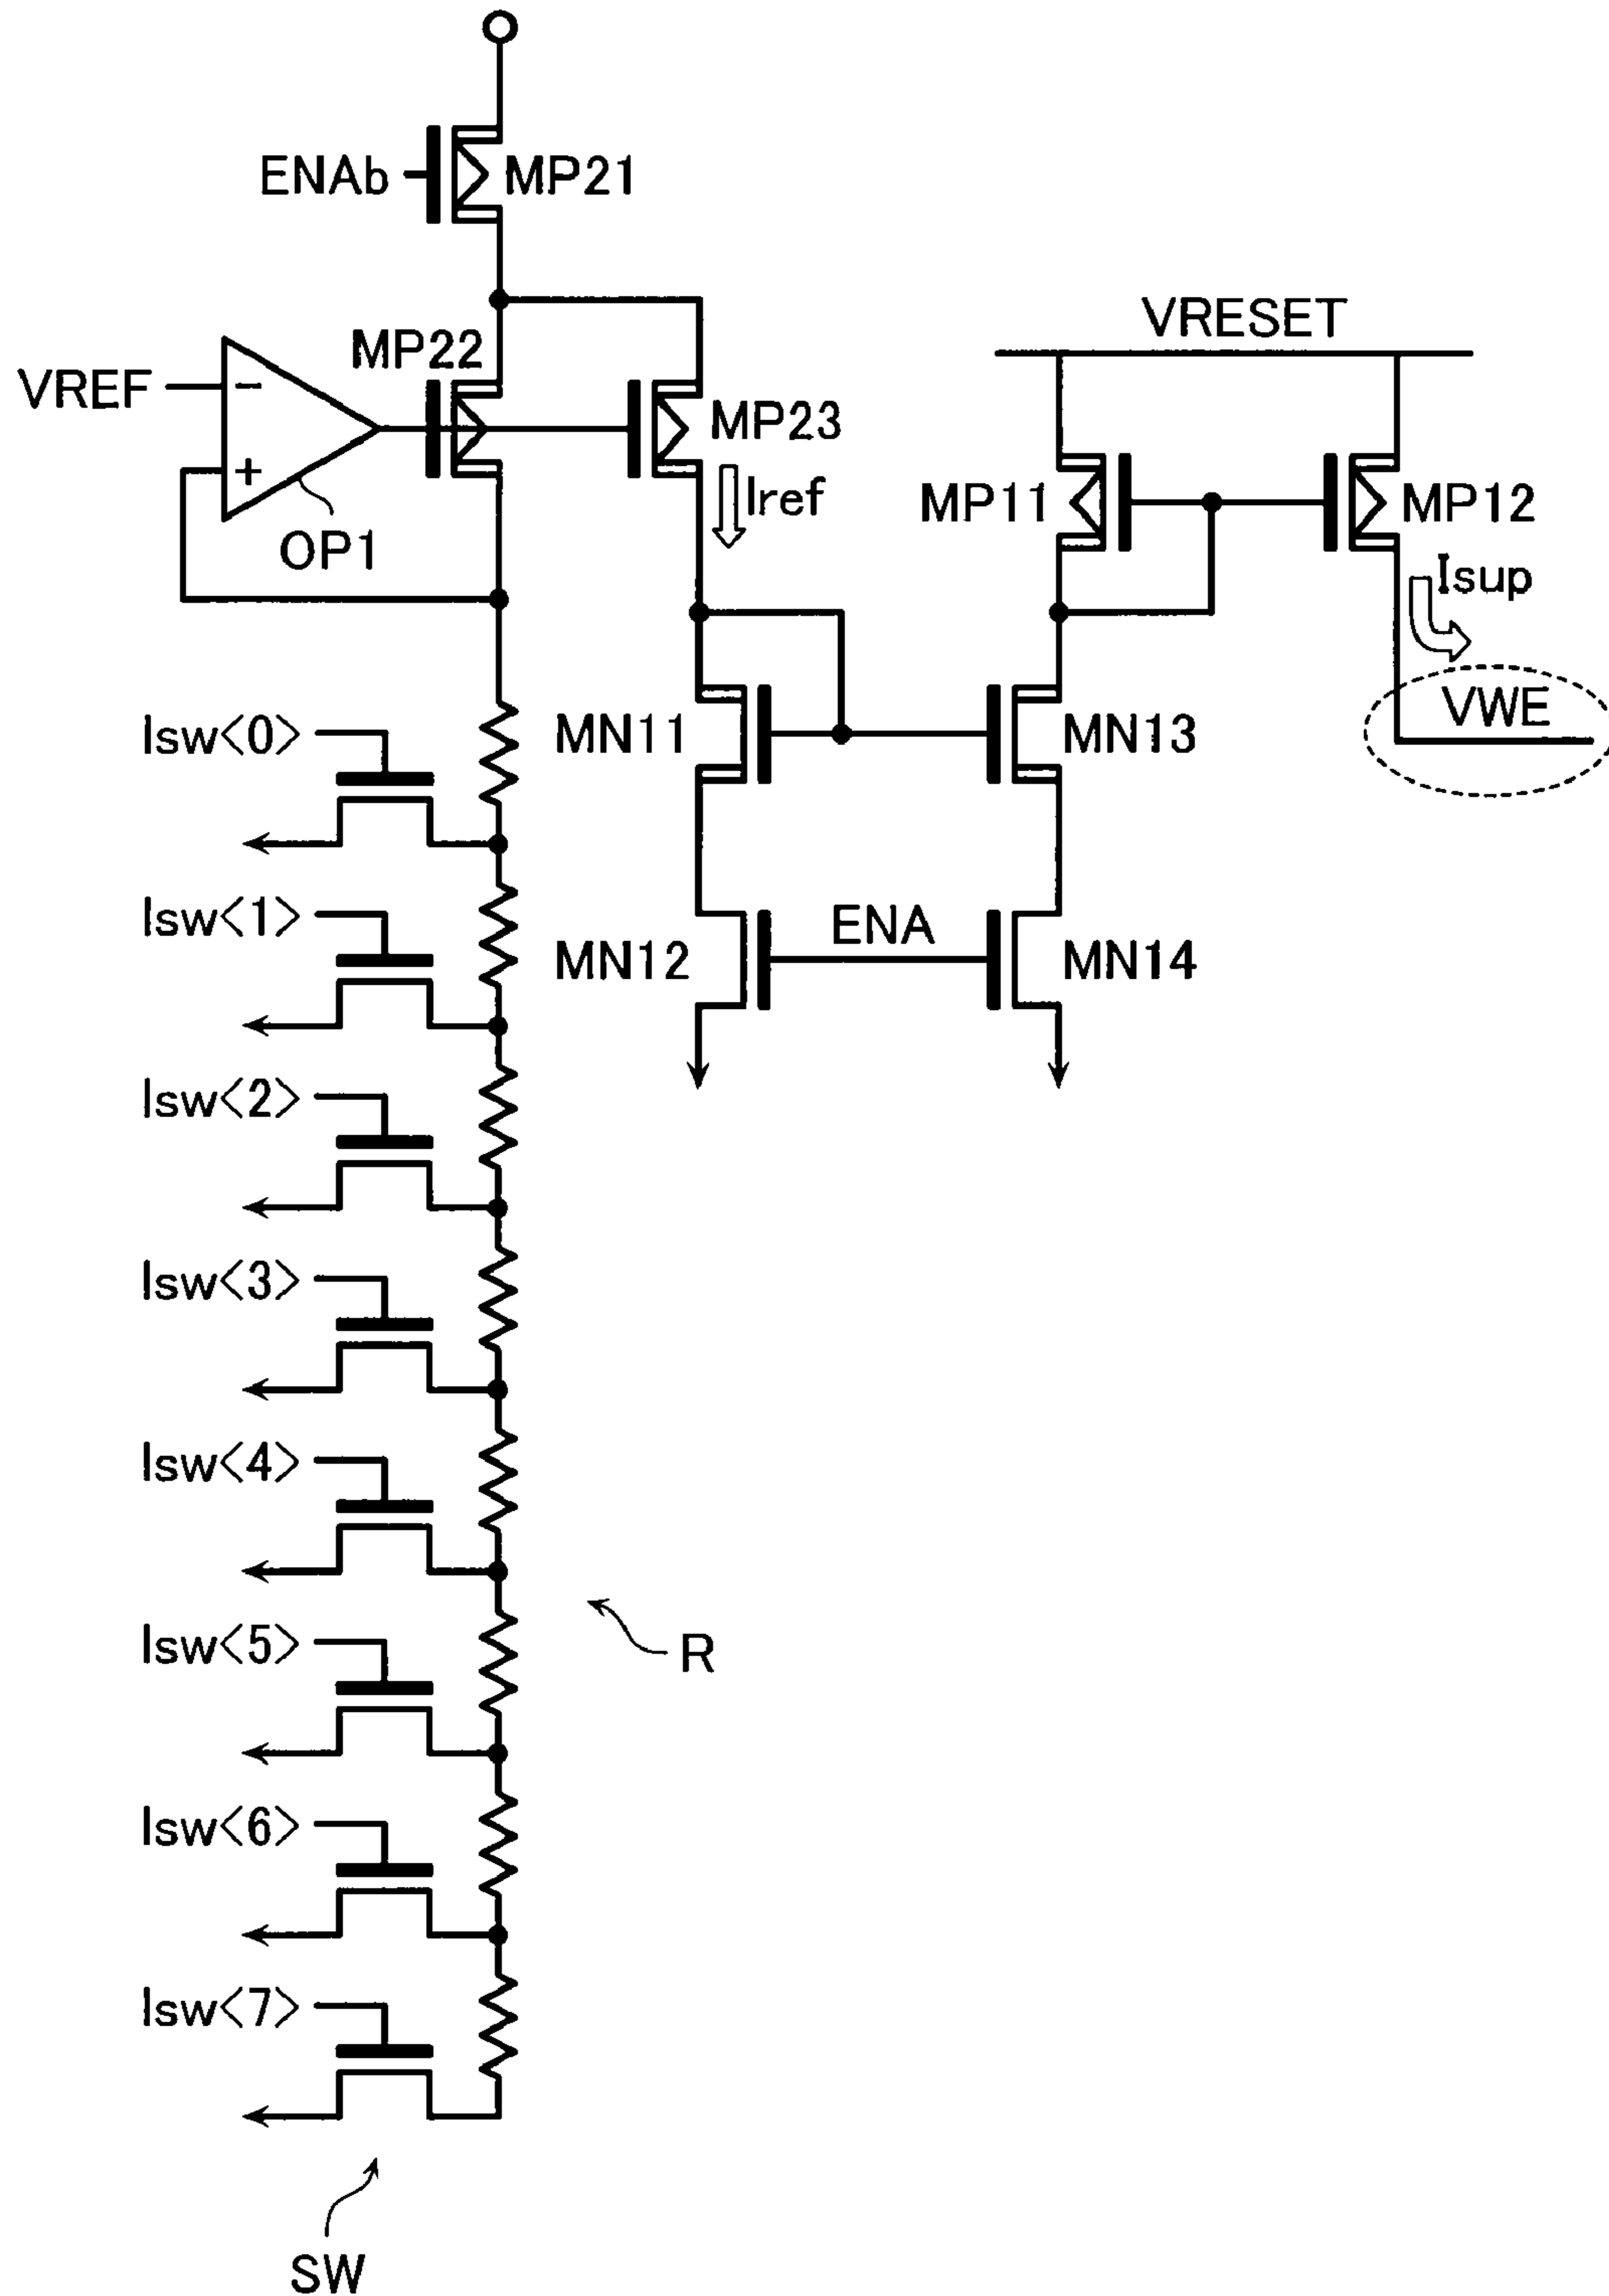 ENAb
MP21
VRESET
MP22
VREF
−
MP23
+
MP11
MP12
Iref
OP1
Isup
VWE
Isw<0>
MN11
MN13
Isw<1>
ENA
MN12
MN14
Isw<2>
Isw<3>
Isw<4>
Isw<5>
R
Isw<6>
Isw<7>
SW